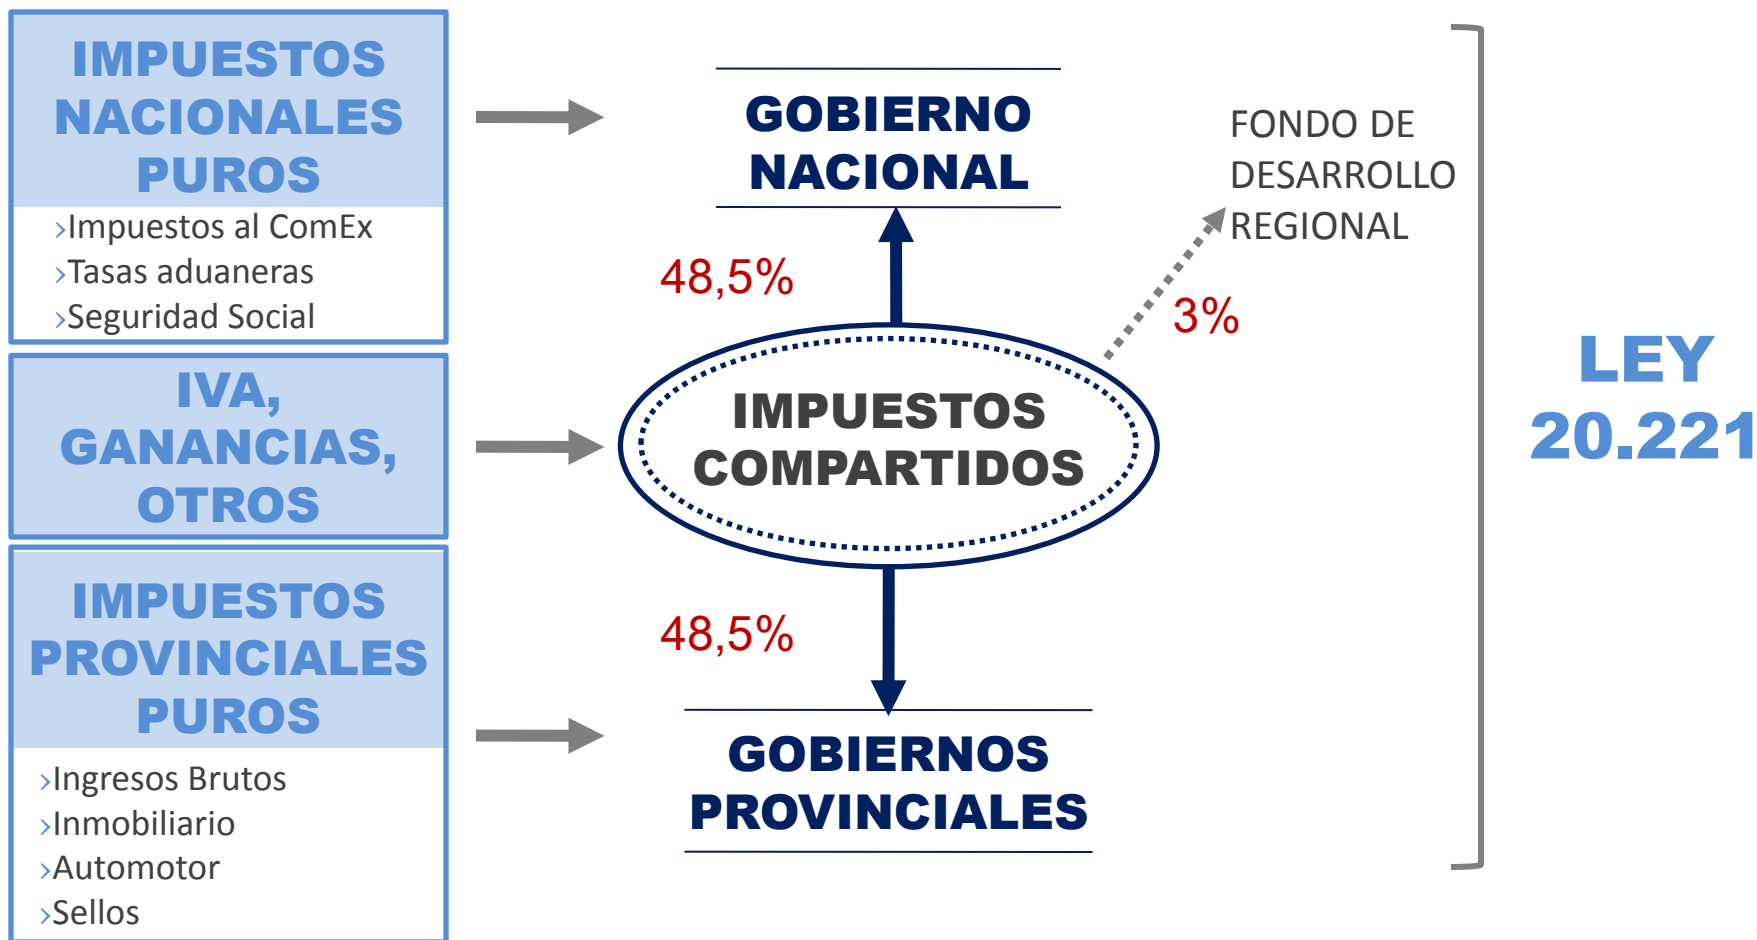 IMPUESTOS
NACIONALES
PUROS
›Impuestos al ComEx
›Tasas aduaneras
›Seguridad Social
IVA,
GANANCIAS,
OTROS
IMPUESTOS
PROVINCIALES
PUROS
›Ingresos Brutos
›Inmobiliario
›Automotor
›Sellos
GOBIERNO
NACIONAL
48,5%
IMPUESTOS
COMPARTIDOS
48,5%
GOBIERNOS
PROVINCIALES
FONDO DE
DESARROLLO
REGIONAL
3%
LEY
20.221